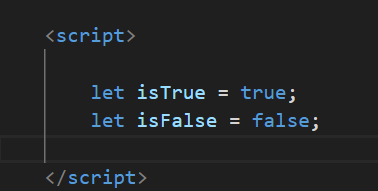 <script>
let isTrue = true;
let isFalse = false;
</script>